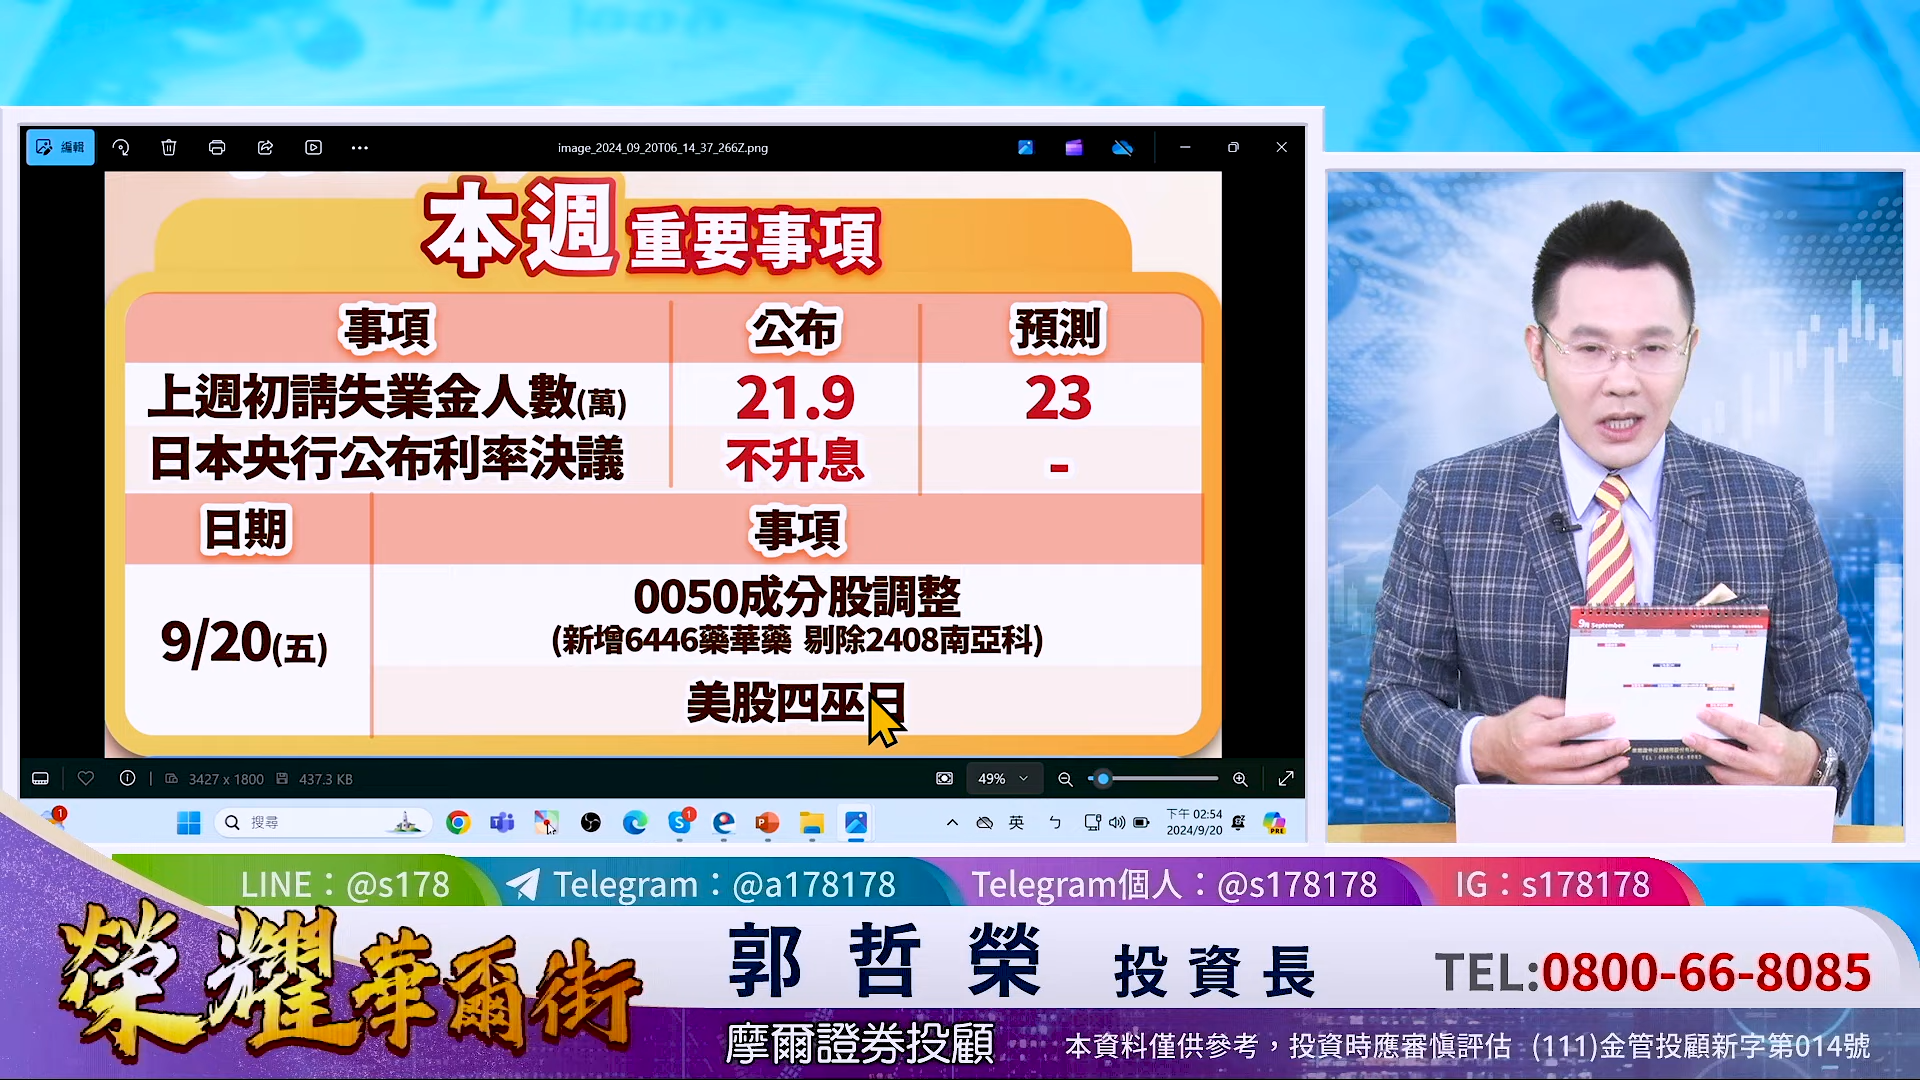 編輯
image_2024_09_20T06_14_37_266Z.png
本週重要事項
事項 公布 預測
上週初請失業金人數(萬) 21.9 23
日本央行公布利率決議 不升息 -
日期 事項
9/20(五)
0050成分股調整
(新增6446藥華藥 剔除2408南亞科)
美股四巫日
9月 September
3427 x 1800 437.3 KB 49%
1
搜尋
1
英
ㄅ
下午 02:54
2024/9/20
PRE
LINE：@s178 Telegram：@a178178 Telegram個人：@s178178 IG：s178178
榮耀華爾街
郭哲榮 投資長
TEL:0800-66-8085
摩爾證券投顧
本資料僅供參考，投資時應審慎評估 (111)金管投顧新字第014號